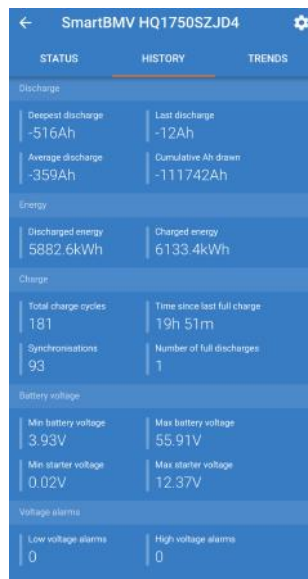 SmartBMV HQ1750SZJD4
STATUS HISTORY TRENDS
Discharge
Deepest discharge Last discharge
-516Ah -12Ah
Average discharge Cumulative Ah drawn
-359Ah -111742Ah
Energy
Discharged energy Charged energy
5882.6kWh 6133.4kWh
Charge
Total charge cycles Time since last full charge
181 19h 51m
Synchronisations Number of full discharges
93 1
Battery voltage
Min battery voltage Max battery voltage
3.93V 55.91V
Min starter voltage Max starter voltage
0.02V 12.37V
Voltage alarms
Low voltage alarms High voltage alarms
0 0